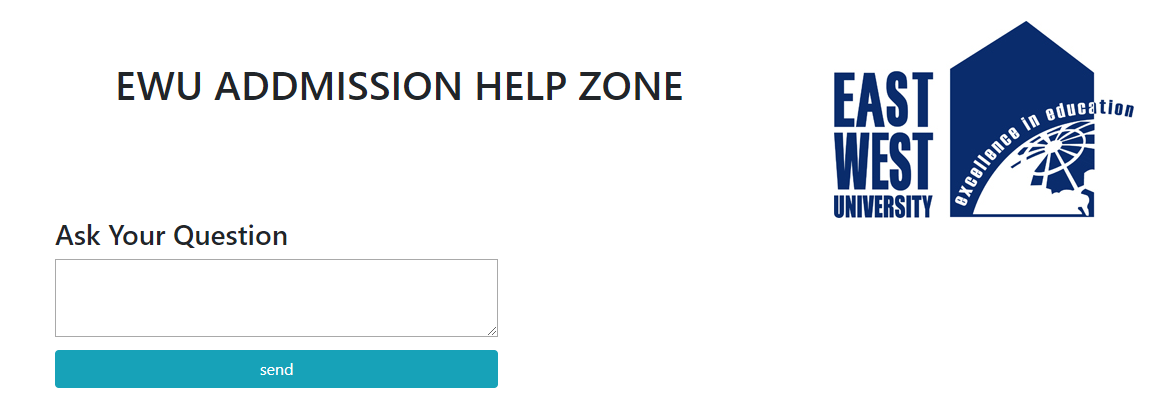 EWU ADDMISSION HELP ZONE
EAST
WEST
UNIVERSITY
excellence in education
Ask Your Question
send